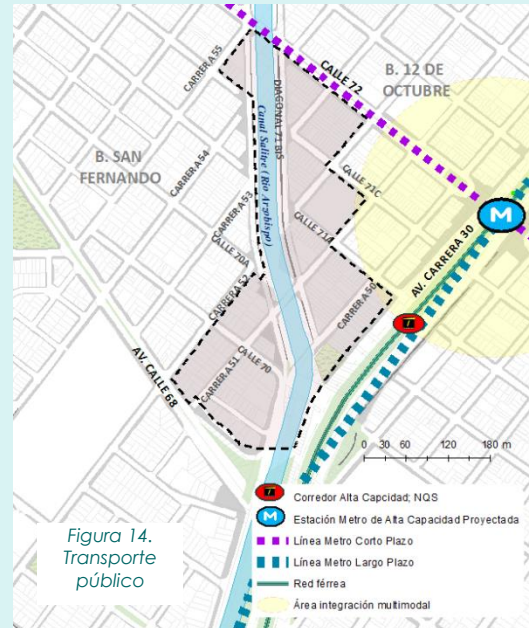 CARRERA 55
CALLE 72
B. 12 DE
OCTUBRE
DIAGONAL 71 BIS
Canal Salitre (Rio Arzobispo)
B. SAN
FERNANDO
CARRERA 54
CARRERA 53
CALLE 71C
CALLE 71A
M
CALLE 70A
AV. CARRERA 30
CARRERA 52
CARRERA 50
AV. CALLE 68
CALLE 70
CARRERA 51
0 30 60 120 180 m
Figura 14.
Transporte
público
Corredor Alta Capcidad; NQS
M Estación Metro de Alta Capacidad Proyectada
Línea Metro Corto Plazo
Línea Metro Largo Plazo
Red férrea
Área integración multimodal